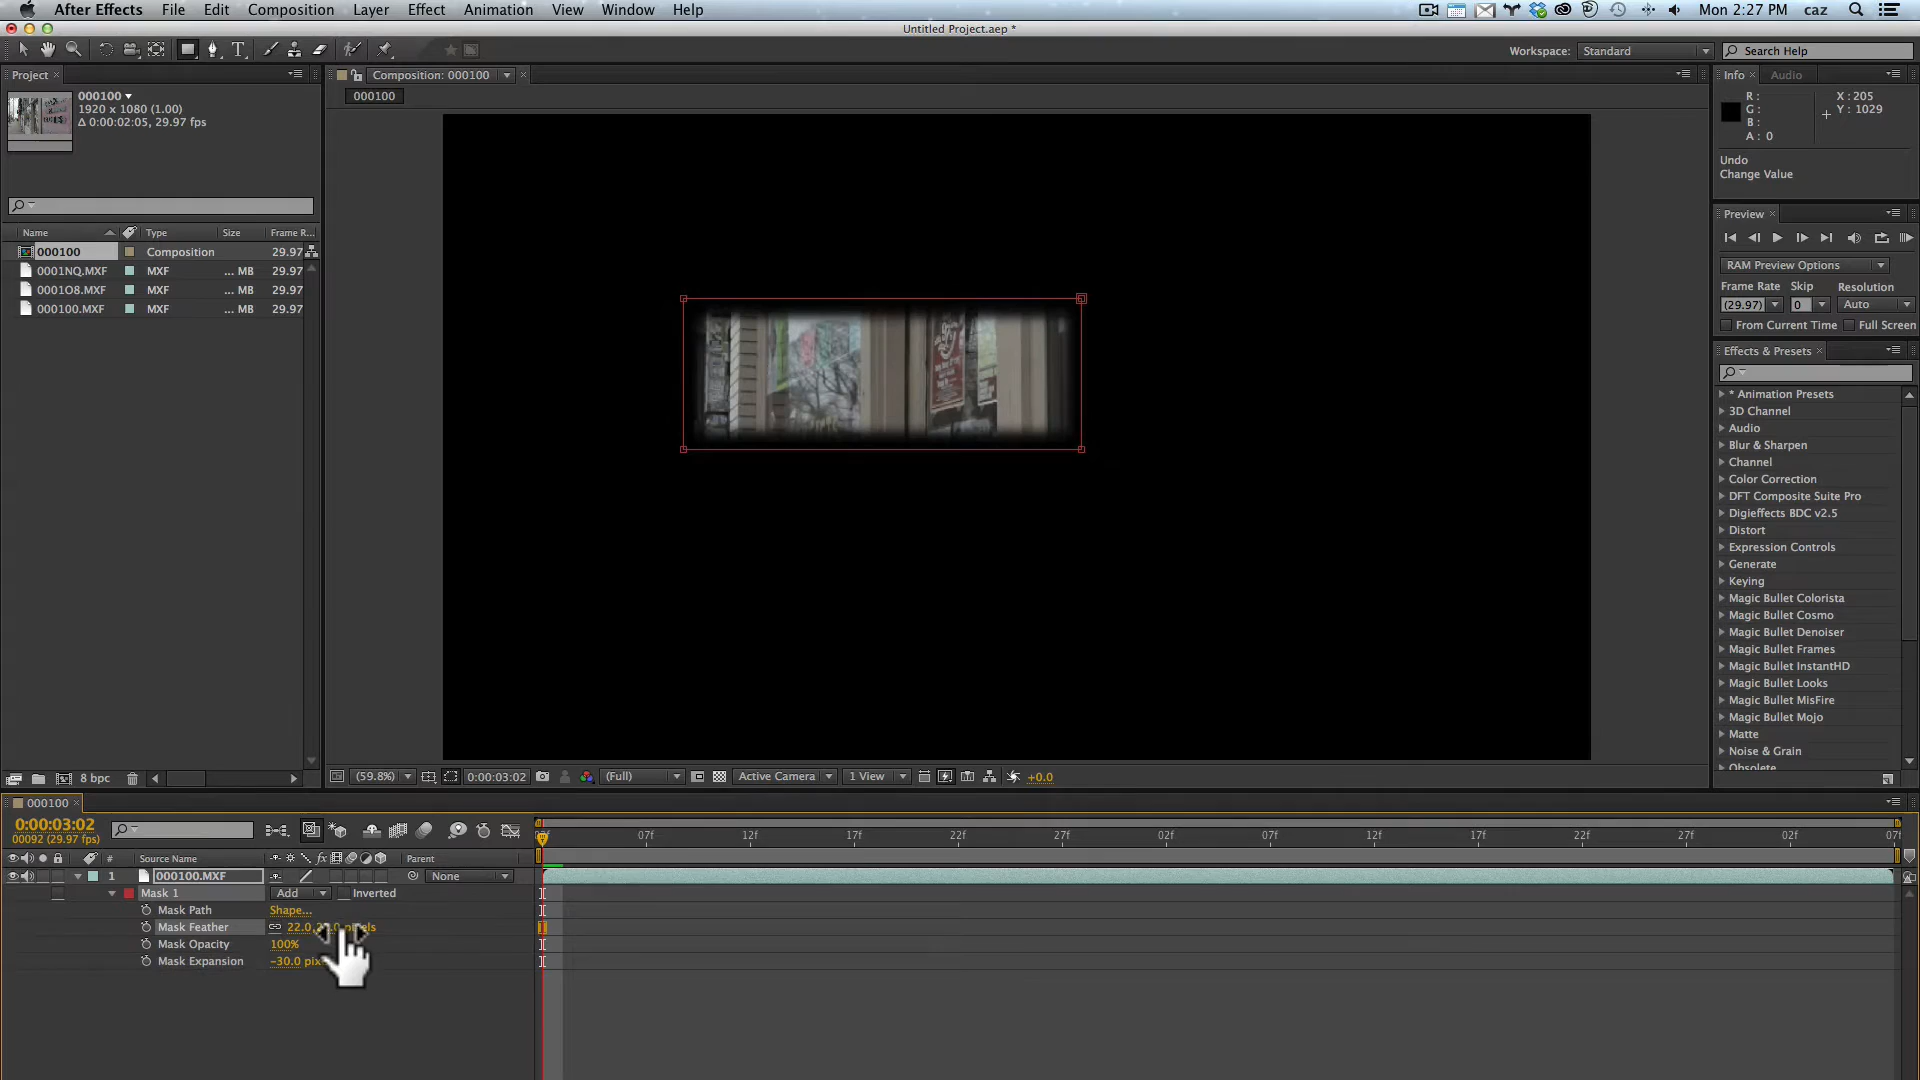 After Effects File Edit Composition Layer Effect Animation View Window Help Mon 2:27 PM caz
Untitled Project.aep *
Workspace: Standard Search Help
Project
000100
1920 x 1080 (1.00)
Δ 0:00:02:05, 29.97 fps
Name Type Size Frame R...
000100 Composition 29.97
0001NQ.MXF MXF ... MB 29.97
0001O8.MXF MXF ... MB 29.97
000100.MXF MXF ... MB 29.97
8 bpc
Composition: 000100
000100
(59.8%) 0:00:03:02 (Full) Active Camera 1 View +0.0
Info Audio
R:
G:
B:
A: 0
X: 205
Y: 1029
Undo
Change Value
Preview
RAM Preview Options
Frame Rate Skip Resolution
(29.97) 0 Auto
From Current Time Full Screen
Effects & Presets
* Animation Presets
3D Channel
Audio
Blur & Sharpen
Channel
Color Correction
DFT Composite Suite Pro
Digieffects BDC v2.5
Distort
Expression Controls
Generate
Keying
Magic Bullet Colorista
Magic Bullet Cosmo
Magic Bullet Denoiser
Magic Bullet Frames
Magic Bullet InstantHD
Magic Bullet Looks
Magic Bullet MisFire
Magic Bullet Mojo
Matte
Noise & Grain
Obsolete
000100
0:00:03:02
00092 (29.97 fps)
07f 12f 17f 22f 27f 02f 07f 12f 17f 22f 27f 02f 07f
# Source Name fx Parent
1 000100.MXF None
Mask 1 Add Inverted
Mask Path Shape...
Mask Feather 22.0
Mask Opacity 100%
Mask Expansion -30.0